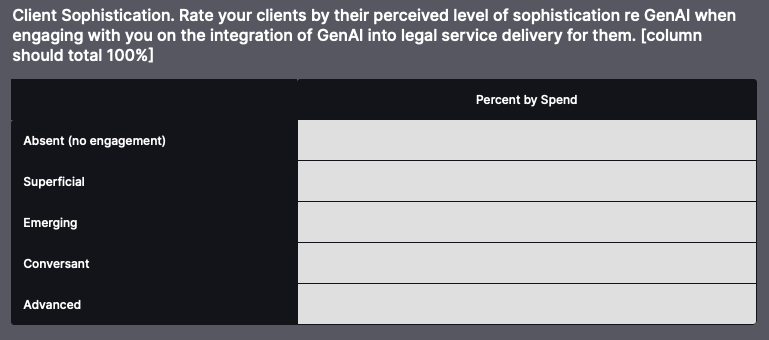 Client Sophistication. Rate your clients by their perceived level of sophistication re GenAI when
engaging with you on the integration of GenAI into legal service delivery for them. [column
should total 100%]
Percent by Spend
Absent (no engagement)
Superficial
Emerging
Conversant
Advanced